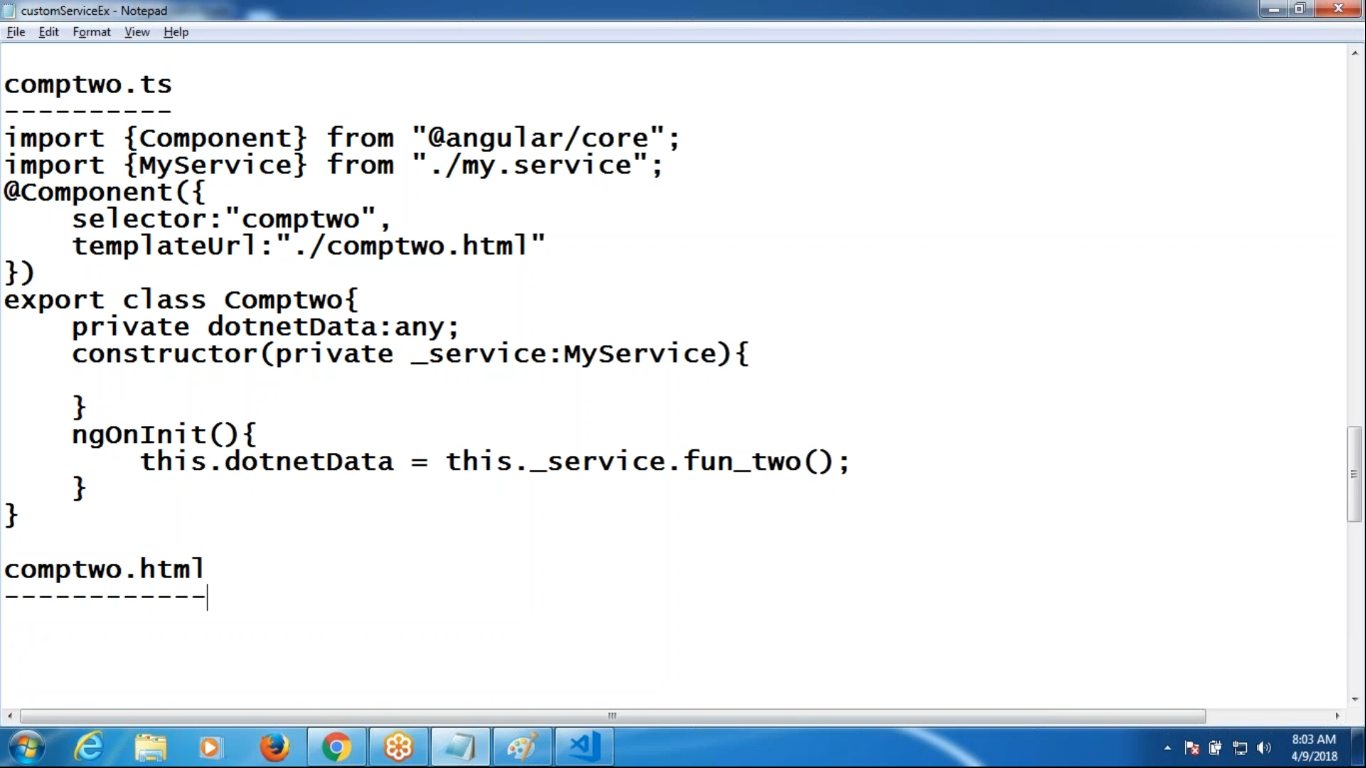 customServiceEx - Notepad
File Edit Format View Help
comptwo.ts
----------
import {Component} from "@angular/core";
import {MyService} from "./my.service";
@Component({
    selector:"comptwo",
    templateUrl:"./comptwo.html"
})
export class Comptwo{
    private dotnetData:any;
    constructor(private _service:MyService){
    }
    ngOnInit(){
        this.dotnetData = this._service.fun_two();
    }
}
comptwo.html
------------
8:03 AM
4/9/2018